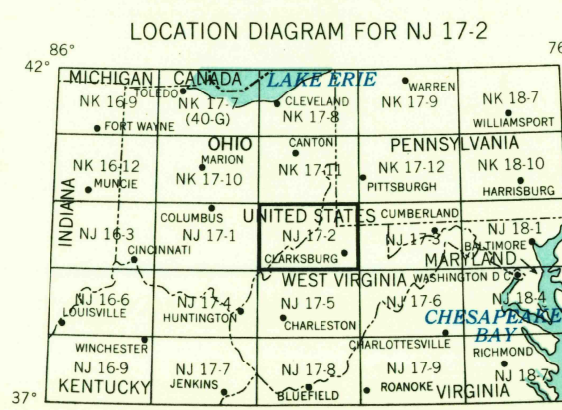 LOCATION DIAGRAM FOR NJ 17-2
86°
76
42°
MICHIGAN CANADA LAKE ERIE
NK 16-9 TOLEDO NK 17-7 CLEVELAND NK 17-9 WARREN NK 18-7
(40-G) NK 17-8 WILLIAMSPORT
FORT WAYNE
OHIO CANTON PENNSYLVANIA
NK 16-12 MARION NK 17-11 NK 17-12 NK 18-10
MUNCIE NK 17-10 PITTSBURGH HARRISBURG
INDIANA
COLUMBUS UNITED STATES CUMBERLAND
NJ 16-3 NJ 17-1 NJ 17-2 NJ 17-3 NJ 18-1
CINCINNATI CLARKSBURG MARYLAND BALTIMORE
WEST VIRGINIA WASHINGTON D C
NJ 16-6 NJ 17-4 NJ 17-5 NJ 17-6 NJ 18-4
LOUISVILLE HUNTINGTON CHARLESTON CHESAPEAKE
BAY
WINCHESTER CHARLOTTESVILLE RICHMOND
NJ 16-9 NJ 17-7 NJ 17-8 NJ 17-9 NJ 18-7
KENTUCKY JENKINS BLUEFIELD ROANOKE VIRGINIA
37°